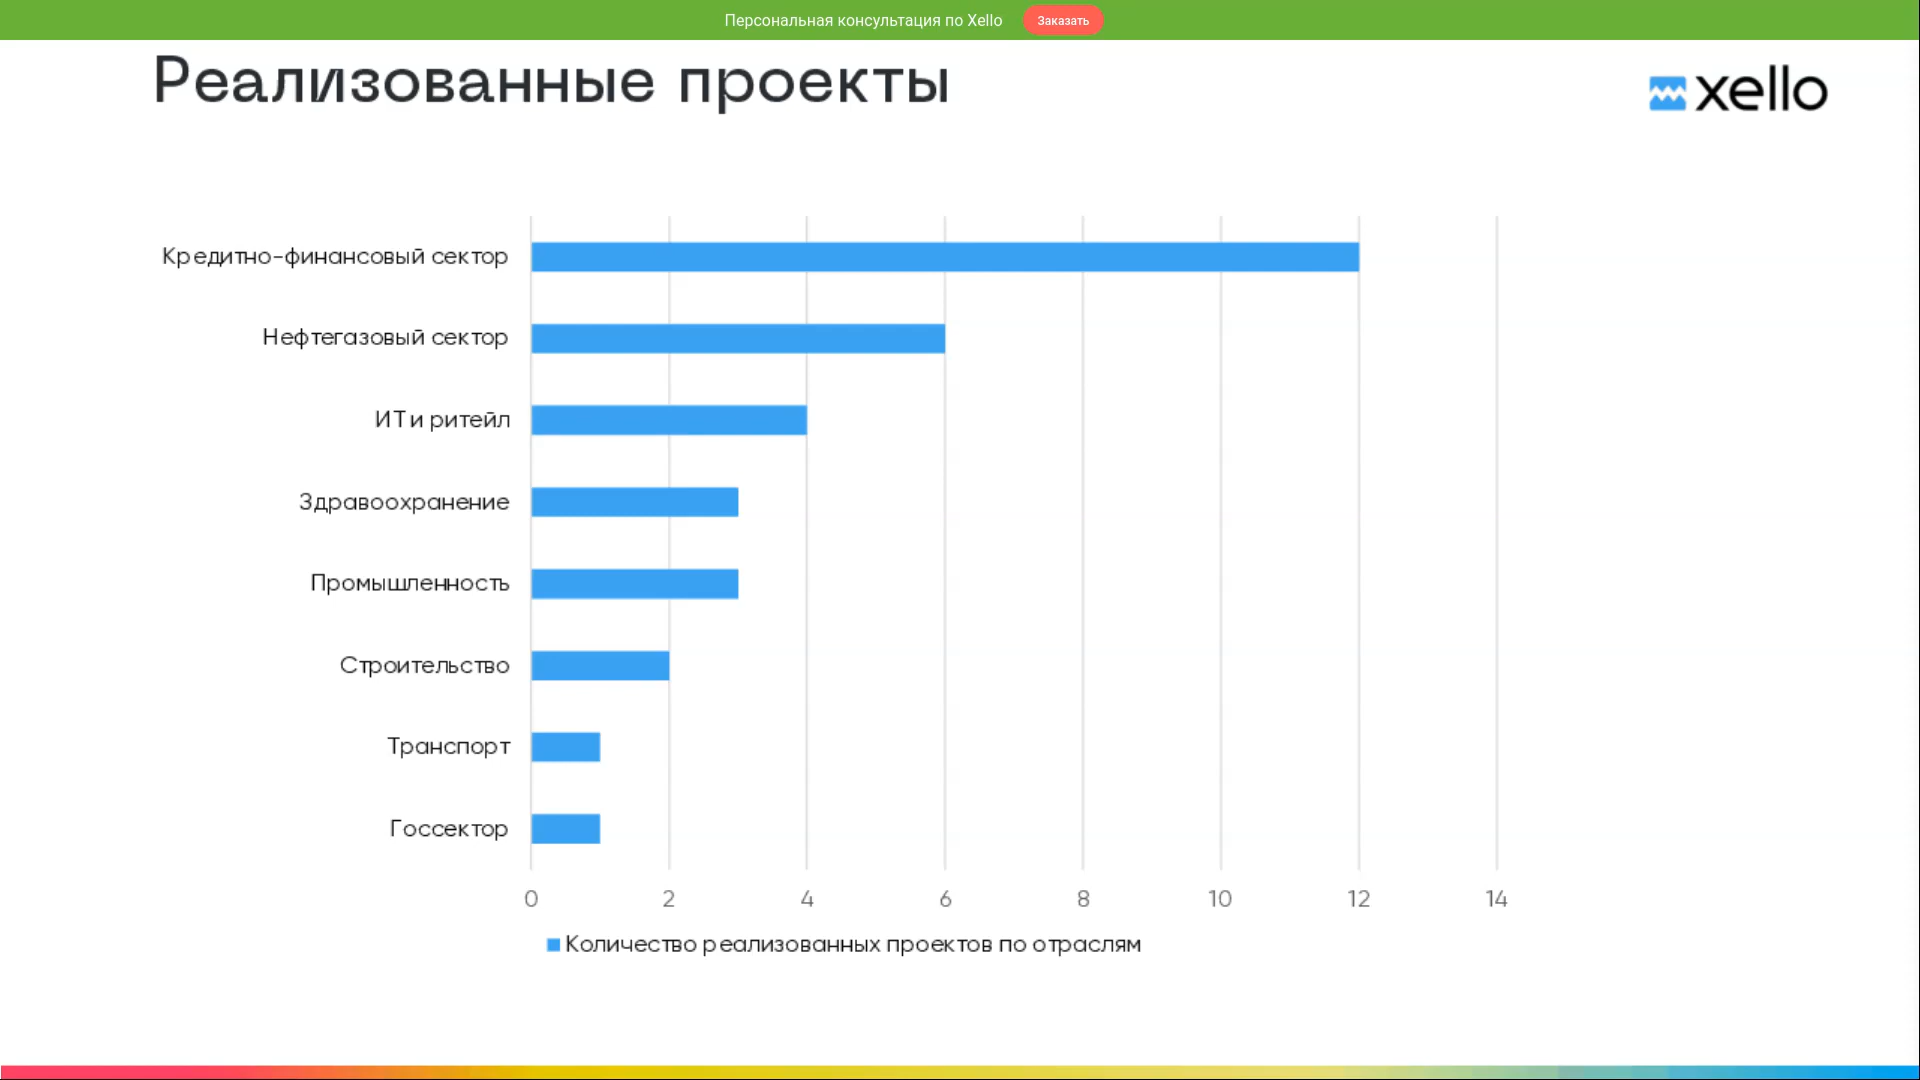 Персональная консультация по Xello
Заказать
Реализованные проекты
xello
Кредитно-финансовый сектор
Нефтегазовый сектор
ИТ и ритейл
Здравоохранение
Промышленность
Строительство
Транспорт
Госсектор
0 2 4 6 8 10 12 14
Количество реализованных проектов по отраслям